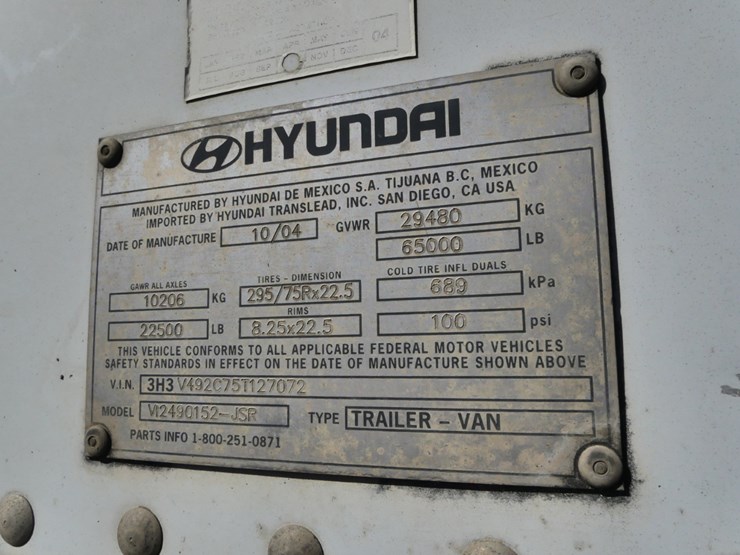 04
HYUNDAI
MANUFACTURED BY HYUNDAI DE MEXICO S.A. TIJUANA B.C, MEXICO
IMPORTED BY HYUNDAI TRANSLEAD, INC. SAN DIEGO, CA USA
DATE OF MANUFACTURE 10/04 GVWR 29480 KG
65000 LB
GAWR ALL AXLES TIRES - DIMENSION COLD TIRE INFL DUALS
10206 KG 295/75Rx22.5 689 kPa
RIMS
22500 LB 8.25x22.5 100 psi
THIS VEHICLE CONFORMS TO ALL APPLICABLE FEDERAL MOTOR VEHICLES
SAFETY STANDARDS IN EFFECT ON THE DATE OF MANUFACTURE SHOWN ABOVE
V.I.N. 3H3V492C75T127072
MODEL VI2490152-JSR TYPE TRAILER - VAN
PARTS INFO 1-800-251-0871